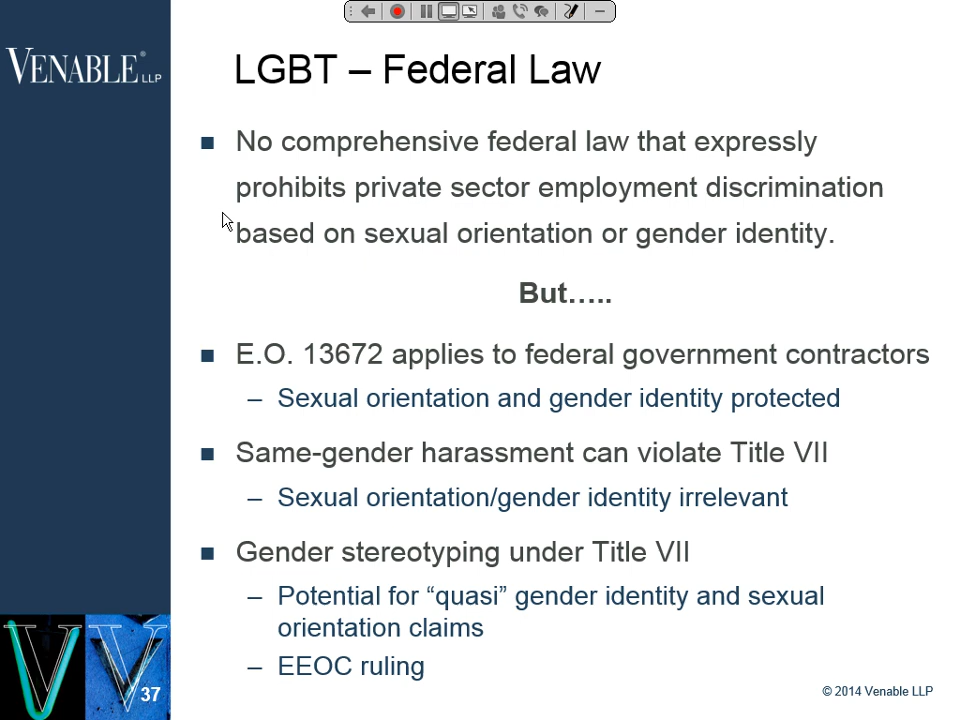 VENABLE® LLP
LGBT – Federal Law
■ No comprehensive federal law that expressly
prohibits private sector employment discrimination
based on sexual orientation or gender identity.
But…..
■ E.O. 13672 applies to federal government contractors
– Sexual orientation and gender identity protected
■ Same-gender harassment can violate Title VII
– Sexual orientation/gender identity irrelevant
■ Gender stereotyping under Title VII
– Potential for “quasi” gender identity and sexual
orientation claims
– EEOC ruling
V V
37
© 2014 Venable LLP